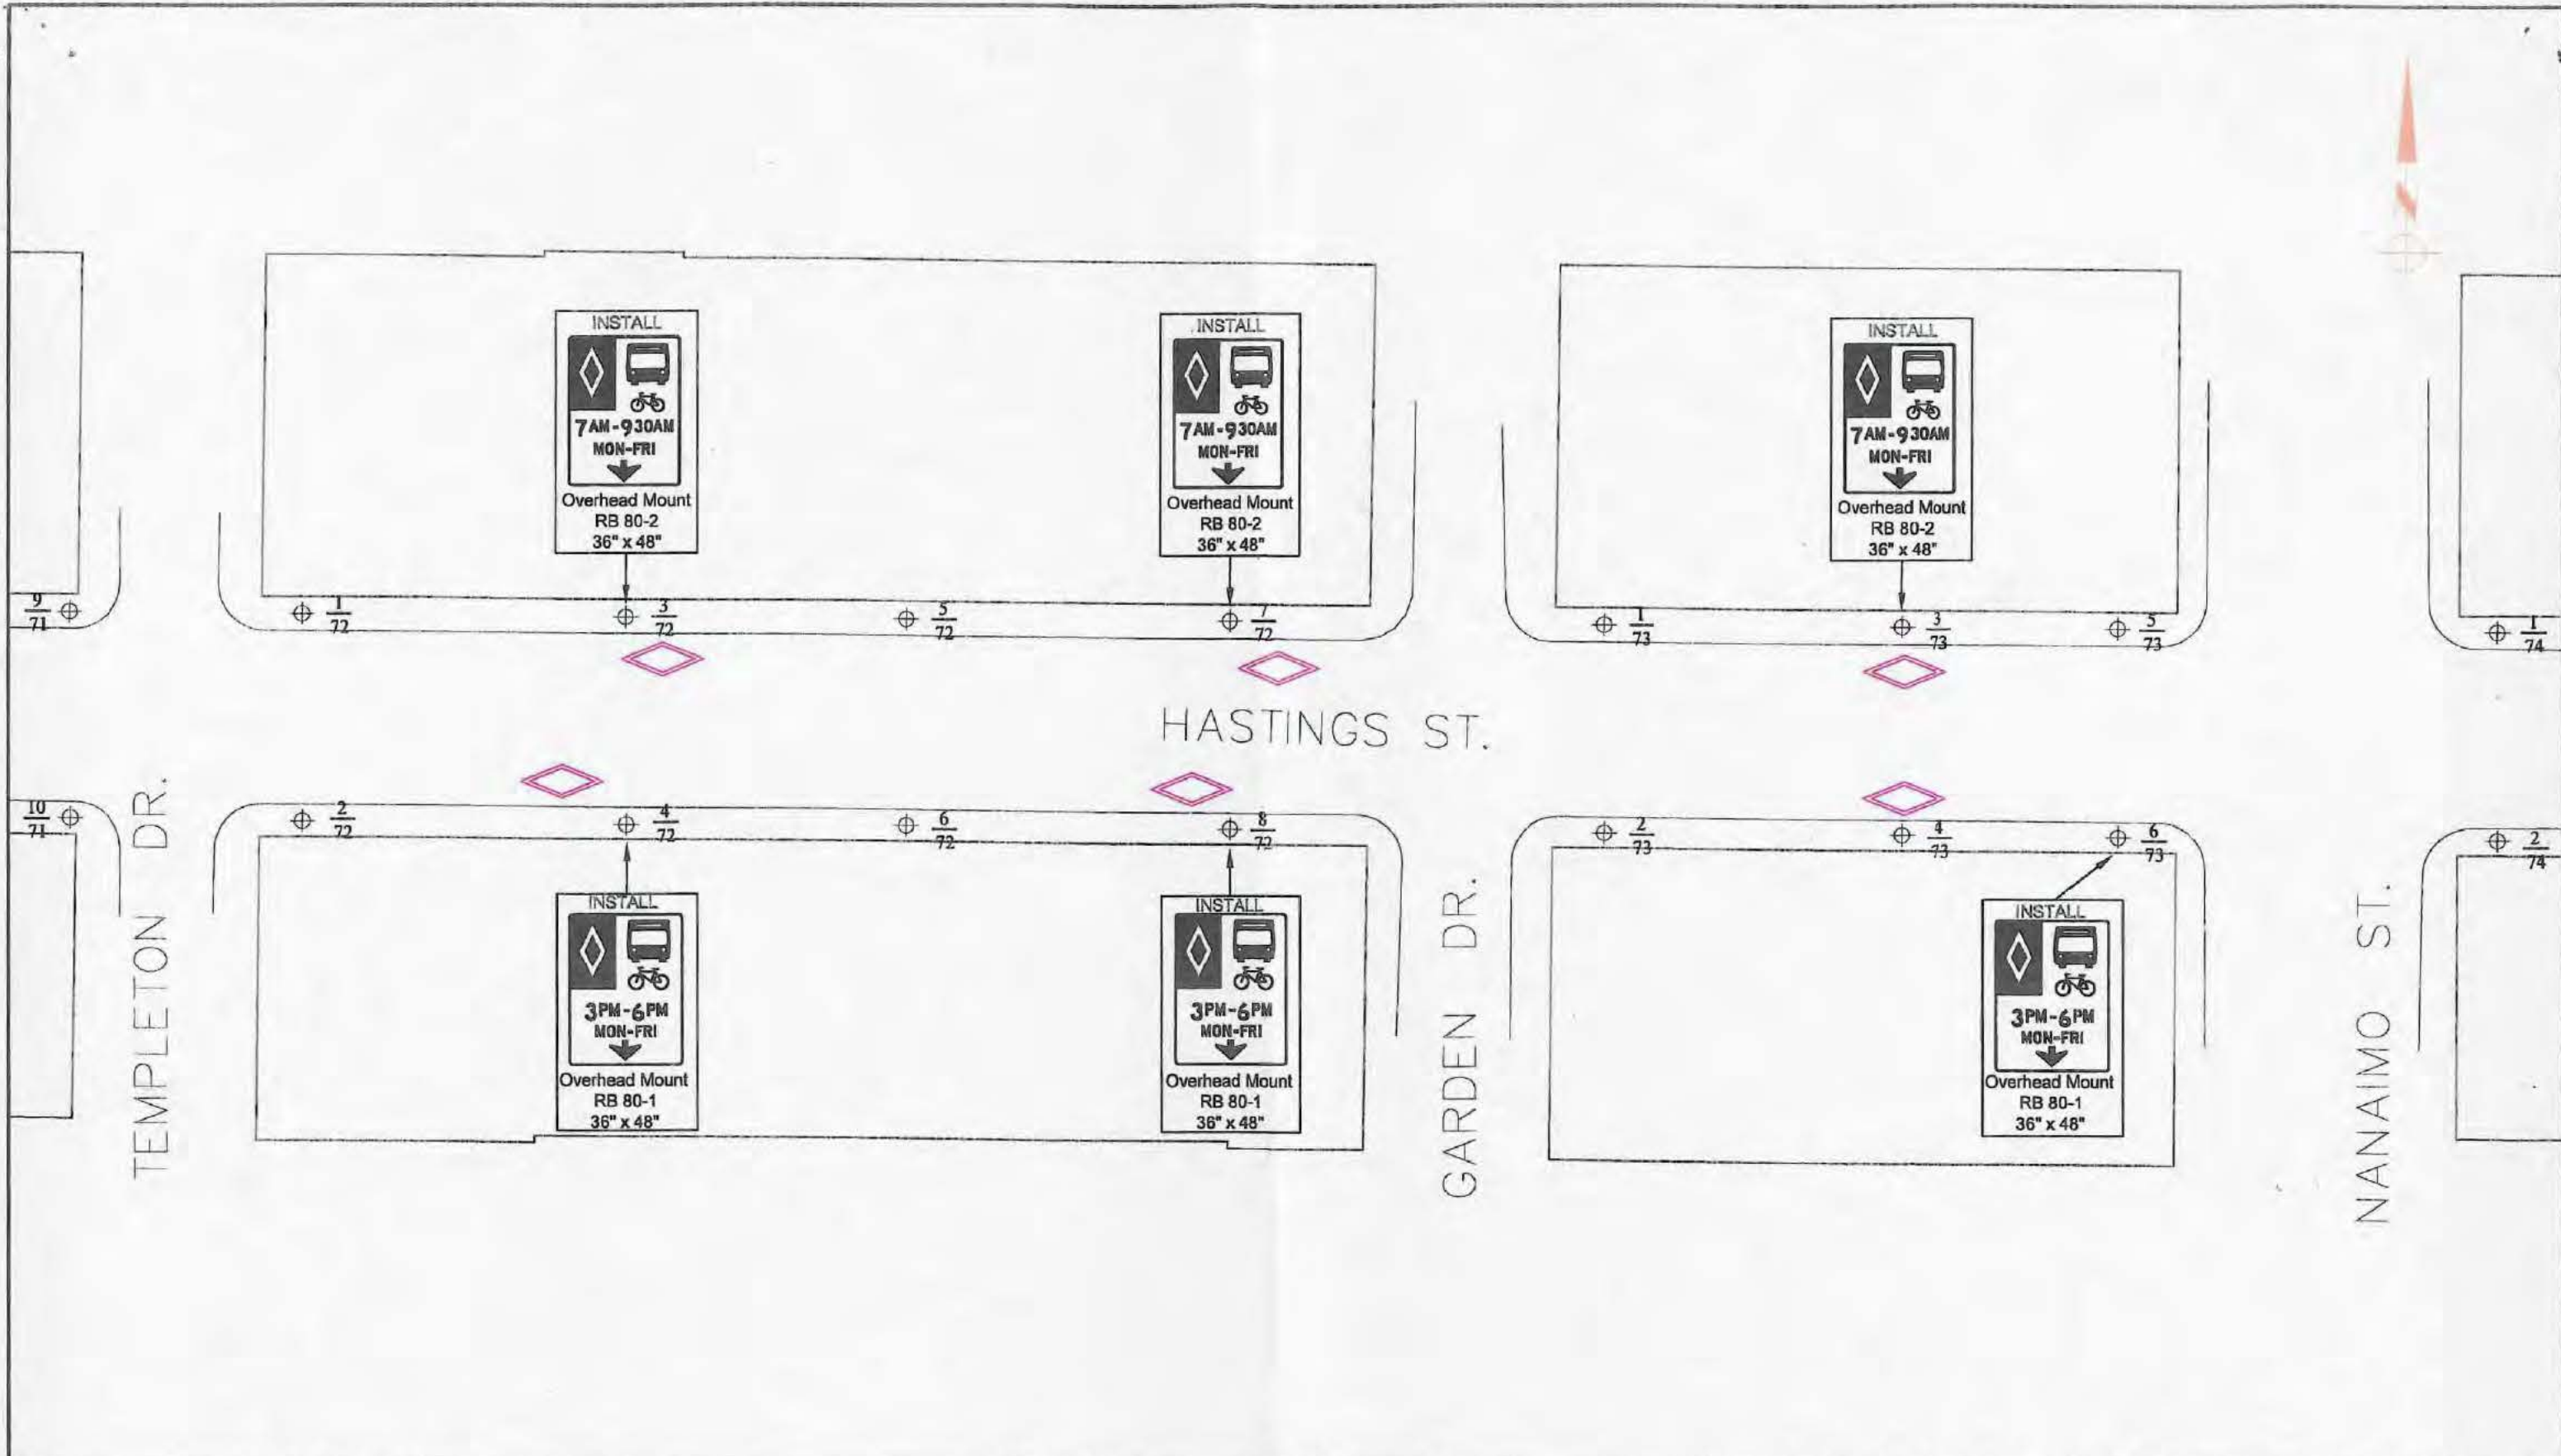 INSTALL
7AM-930AM
MON-FRI
Overhead Mount
RB 80-2
36" x 48"
INSTALL
7AM-930AM
MON-FRI
Overhead Mount
RB 80-2
36" x 48"
INSTALL
7AM-930AM
MON-FRI
Overhead Mount
RB 80-2
36" x 48"
9
71
1
72
3
72
5
72
7
72
1
73
3
73
5
73
1
74
HASTINGS ST.
10
71
2
72
4
72
6
72
8
72
2
73
4
73
6
73
2
74
TEMPLETON DR.
INSTALL
3PM-6PM
MON-FRI
Overhead Mount
RB 80-1
36" x 48"
INSTALL
3PM-6PM
MON-FRI
Overhead Mount
RB 80-1
36" x 48"
GARDEN DR.
INSTALL
3PM-6PM
MON-FRI
Overhead Mount
RB 80-1
36" x 48"
NANAIMO ST.